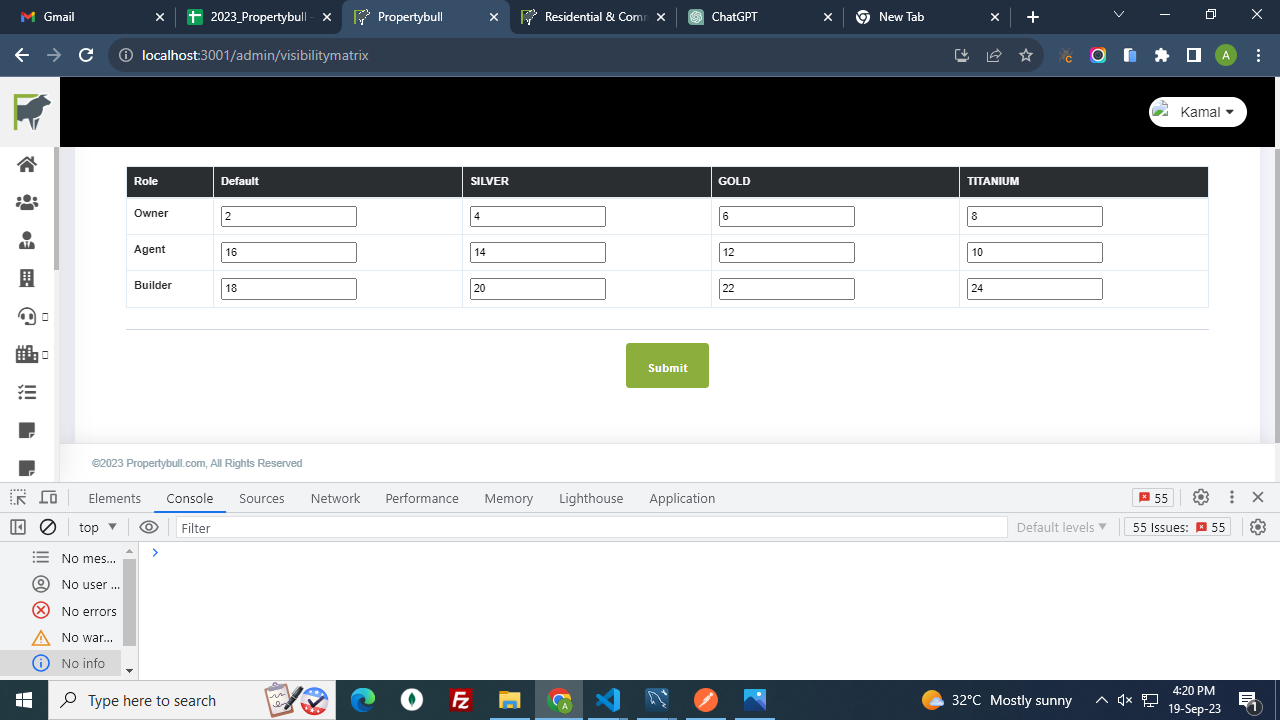 Gmail 2023_Propertybull - Propertybull Residential & Comm ChatGPT New Tab
localhost:3001/admin/visibilitymatrix A
Kamal
Role Default SILVER GOLD TITANIUM
Owner 2 4 6 8
Agent 16 14 12 10
Builder 18 20 22 24
Submit
©2023 Propertybull.com, All Rights Reserved
Elements Console Sources Network Performance Memory Lighthouse Application 55
top Filter Default levels 55 Issues: 55
No mes...
No user ...
No errors
No war...
No info
Type here to search 32°C Mostly sunny 4:20 PM
19-Sep-23 1